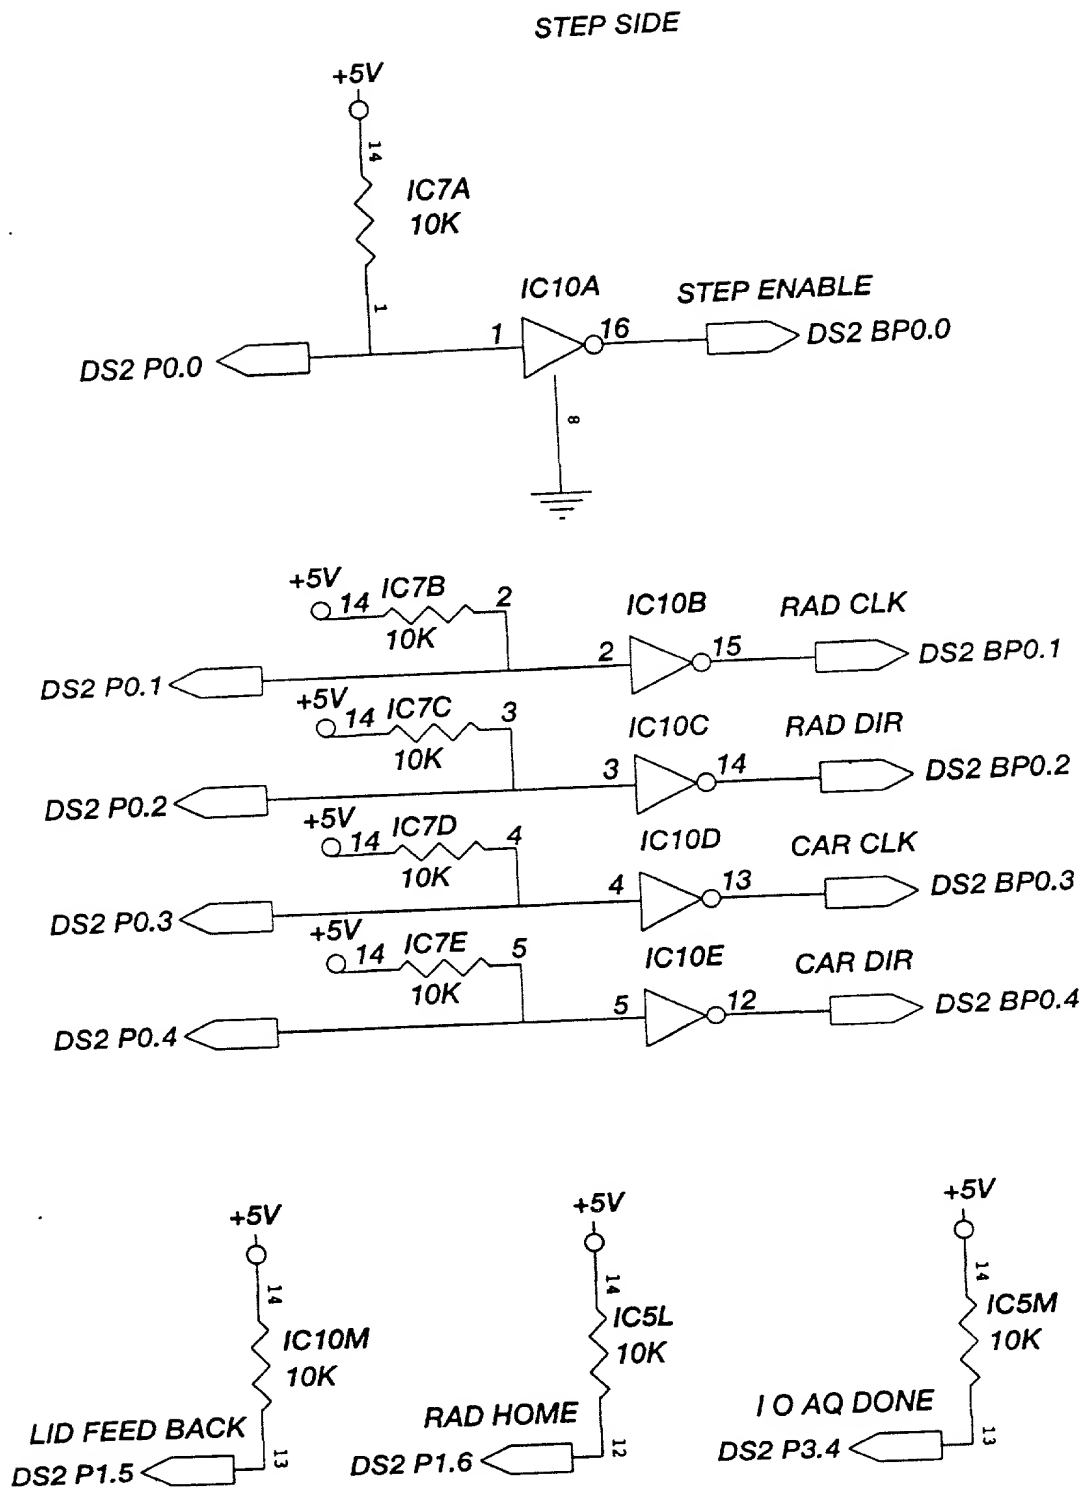 STEP SIDE
+5V
14
IC7A
10K
1
IC10A
STEP ENABLE
DS2 P0.0
1
16
DS2 BP0.0
8
+5V
14
IC7B
10K
2
IC10B
RAD CLK
DS2 P0.1
2
15
DS2 BP0.1
+5V
14
IC7C
10K
3
IC10C
RAD DIR
DS2 P0.2
3
14
DS2 BP0.2
+5V
14
IC7D
10K
4
IC10D
CAR CLK
DS2 P0.3
4
13
DS2 BP0.3
+5V
14
IC7E
10K
5
IC10E
CAR DIR
DS2 P0.4
5
12
DS2 BP0.4
+5V
14
IC10M
10K
LID FEED BACK
DS2 P1.5
13
+5V
14
IC5L
10K
RAD HOME
DS2 P1.6
12
+5V
14
IC5M
10K
I O AQ DONE
DS2 P3.4
13